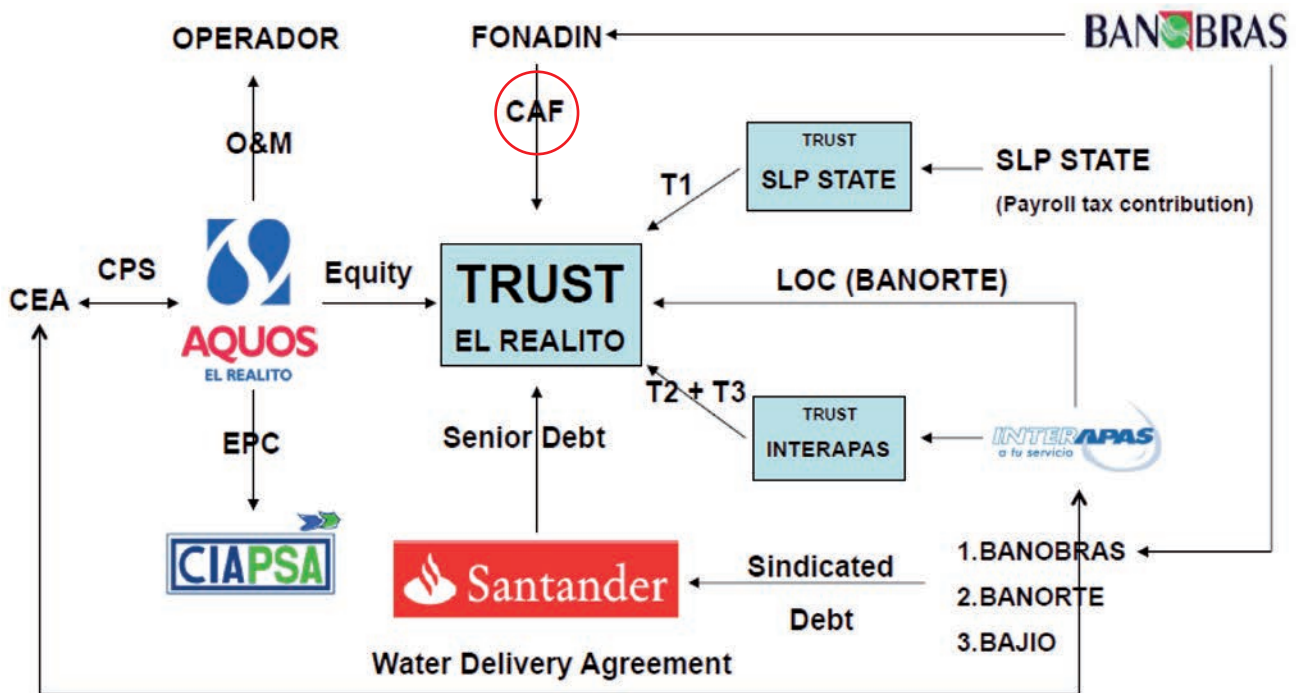 OPERADOR
FONADIN
BANOBRAS
CAF
O&M
TRUST
SLP STATE
SLP STATE
(Payroll tax contribution)
T1
CPS
Equity
CEA
TRUST
EL REALITO
LOC (BANORTE)
AQUOS
EL REALITO
T2 + T3
TRUST
INTERAPAS
INTERAPAS
a tu servicio
EPC
Senior Debt
CIAPSA
Santander
Sindicated
Debt
1.BANOBRAS
2.BANORTE
3.BAJIO
Water Delivery Agreement